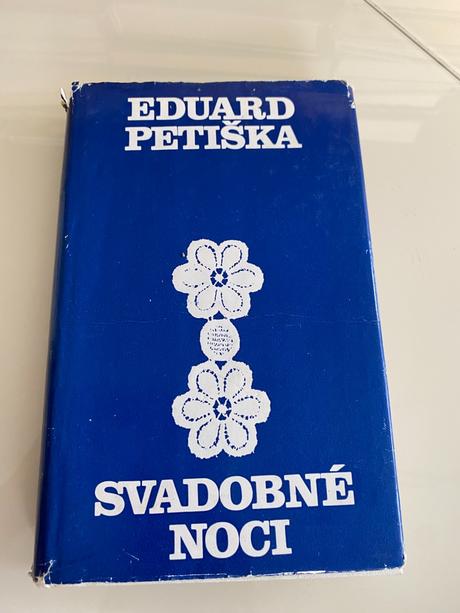 EDUARD
PETIŠKA
SVADOBNÉ
NOCI